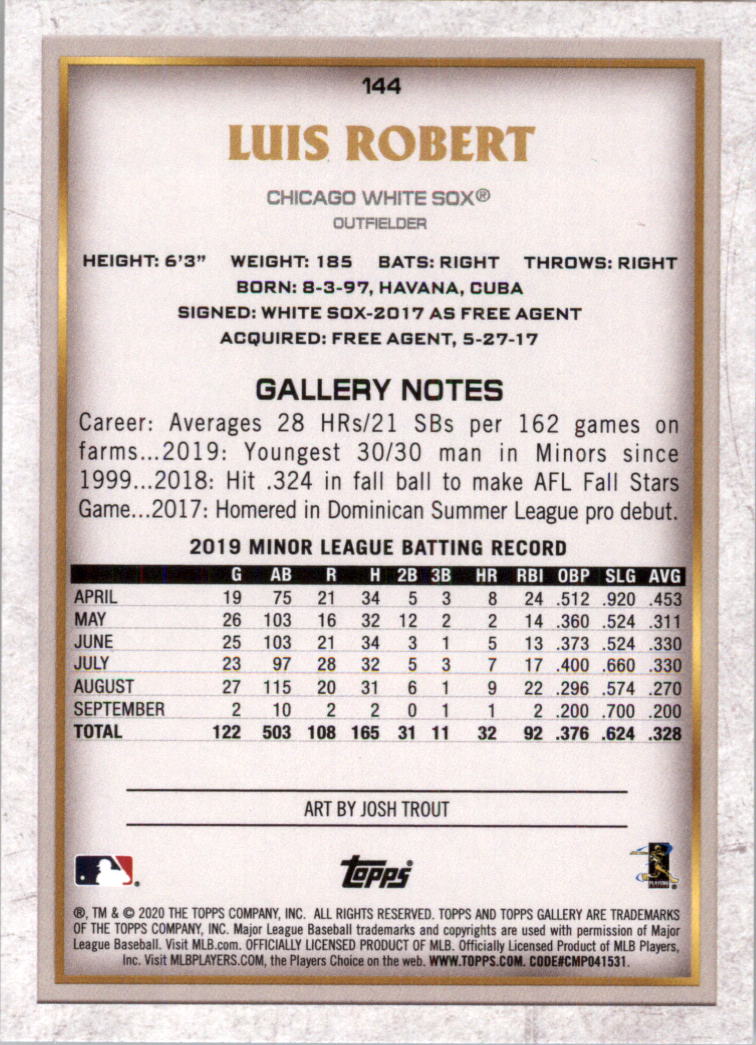 144
LUIS ROBERT
CHICAGO WHITE SOX®
OUTFIELDER
HEIGHT: 6'3" WEIGHT: 185 BATS: RIGHT THROWS: RIGHT
BORN: 8-3-97, HAVANA, CUBA
SIGNED: WHITE SOX-2017 AS FREE AGENT
ACQUIRED: FREE AGENT, 5-27-17
GALLERY NOTES
Career: Averages 28 HRs/21 SBs per 162 games on
farms...2019: Youngest 30/30 man in Minors since
1999...2018: Hit .324 in fall ball to make AFL Fall Stars
Game...2017: Homered in Dominican Summer League pro debut.
2019 MINOR LEAGUE BATTING RECORD
G AB R H 2B 3B HR RBI OBP SLG AVG
APRIL 19 75 21 34 5 3 8 24 .512 .920 .453
MAY 26 103 16 32 12 2 2 14 .360 .524 .311
JUNE 25 103 21 34 3 1 5 13 .373 .524 .330
JULY 23 97 28 32 5 3 7 17 .400 .660 .330
AUGUST 27 115 20 31 6 1 9 22 .296 .574 .270
SEPTEMBER 2 10 2 2 0 1 1 2 .200 .700 .200
TOTAL 122 503 108 165 31 11 32 92 .376 .624 .328
ART BY JOSH TROUT
topps
PLAYERS
®, TM & © 2020 THE TOPPS COMPANY, INC. ALL RIGHTS RESERVED. TOPPS AND TOPPS GALLERY ARE TRADEMARKS
OF THE TOPPS COMPANY, INC. Major League Baseball trademarks and copyrights are used with permission of Major
League Baseball. Visit MLB.com. OFFICIALLY LICENSED PRODUCT OF MLB. Officially Licensed Product of MLB Players,
Inc. Visit MLBPLAYERS.COM, the Players Choice on the web. WWW.TOPPS.COM. CODE#CMP041531.